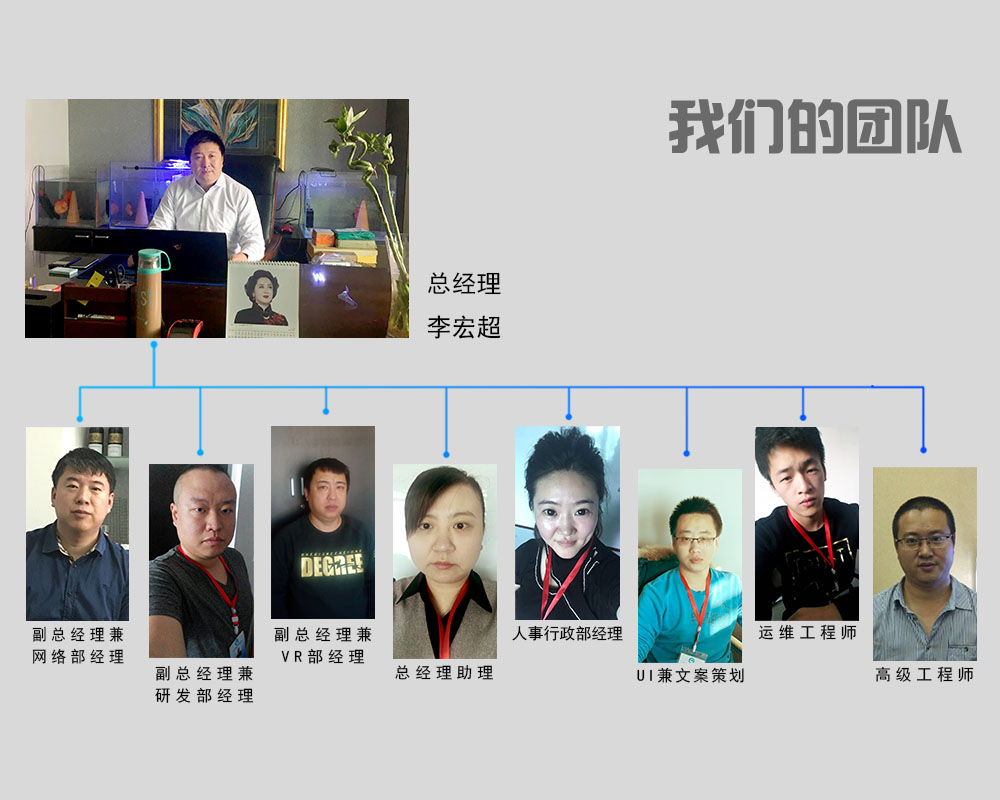 我们的团队
总经理
李宏超
DEGREE
副总经理兼
网络部经理
副总经理兼
研发部经理
副总经理兼
VR部经理
总经理助理
人事行政部经理
UI兼文案策划
运维工程师
高级工程师